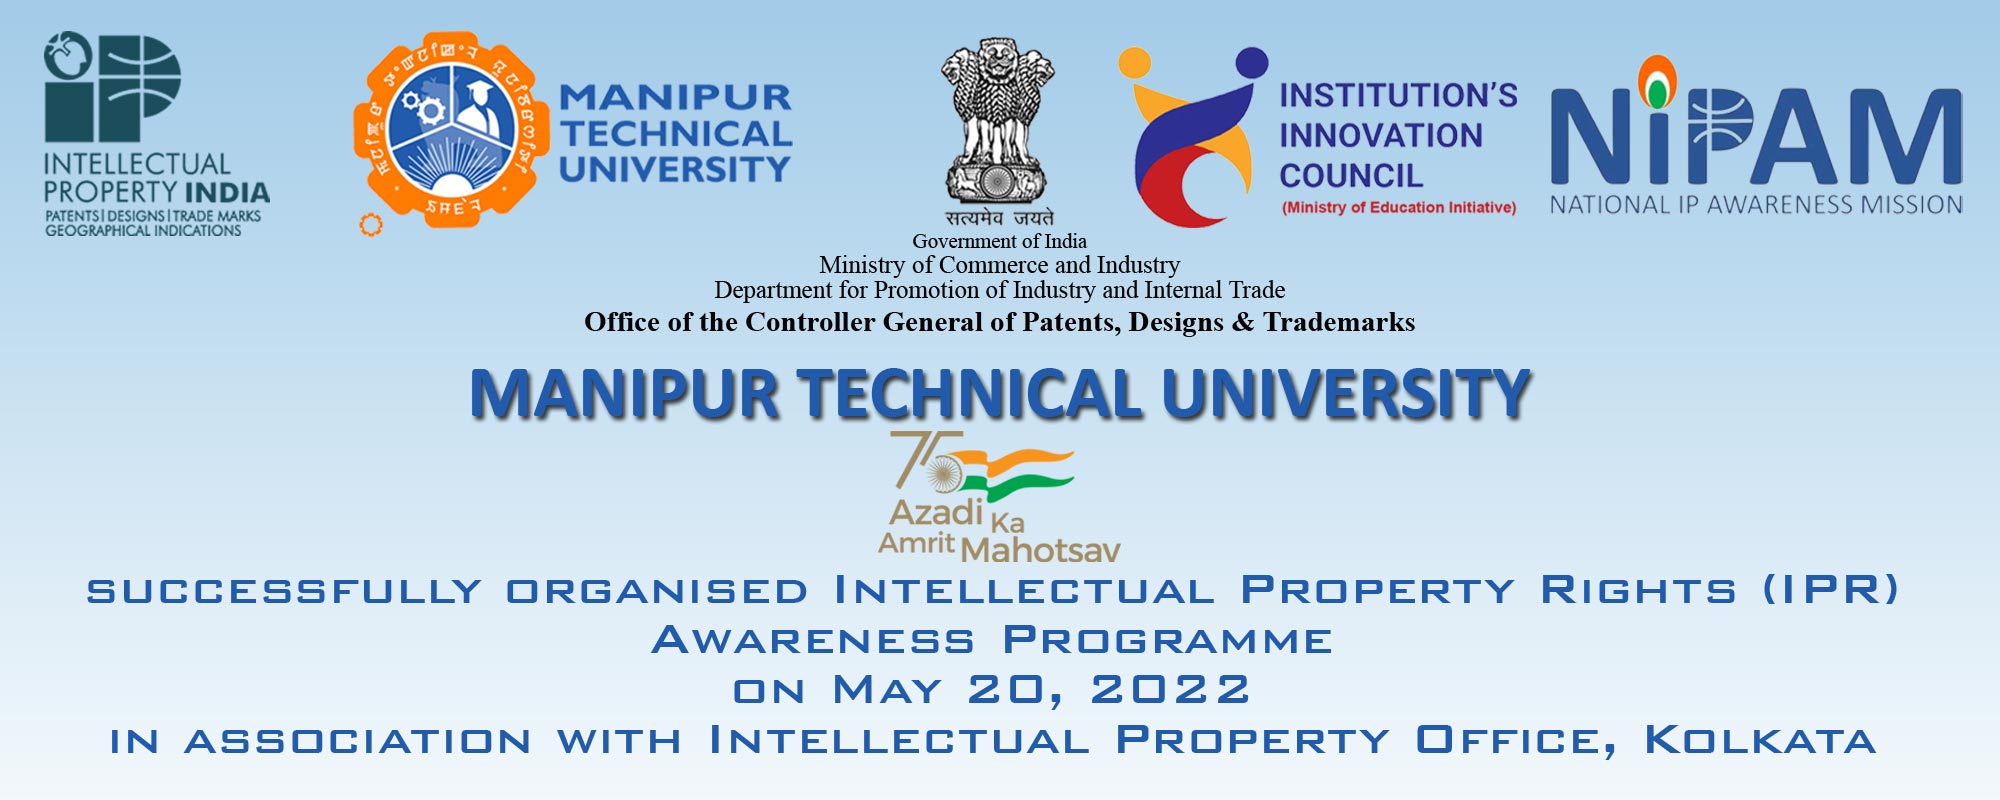 INTELLECTUAL
PROPERTY INDIA
PATENTS | DESIGNS | TRADE MARKS
GEOGRAPHICAL INDICATIONS
MANIPUR
TECHNICAL
UNIVERSITY
सत्यमेव जयते
INSTITUTION'S
INNOVATION
COUNCIL
(Ministry of Education Initiative)
NiPAM
NATIONAL IP AWARENESS MISSION
Government of India
Ministry of Commerce and Industry
Department for Promotion of Industry and Internal Trade
Office of the Controller General of Patents, Designs & Trademarks
MANIPUR TECHNICAL UNIVERSITY
75
Azadi Ka
Amrit Mahotsav
SUCCESSFULLY ORGANISED INTELLECTUAL PROPERTY RIGHTS (IPR)
AWARENESS PROGRAMME
ON MAY 20, 2022
IN ASSOCIATION WITH INTELLECTUAL PROPERTY OFFICE, KOLKATA